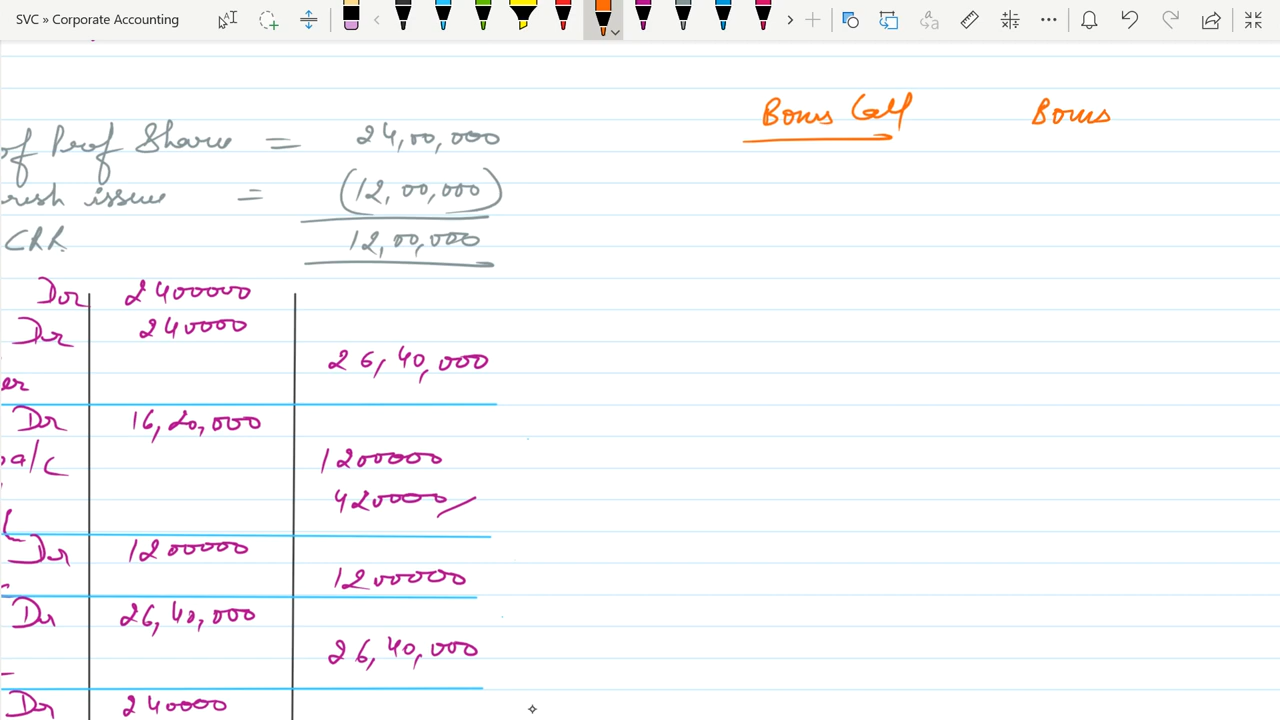 SVC » Corporate Accounting
Bonus Call Bonus
of Pref Share = 24,00,000
resh issue = (12,00,000)
CRR 12,00,000
Dr 2400000
Dr 240000
26,40,000
er
Dr 16,20,000
a/c 1200000
420000
Dr 1200000
1200000
Dr 26,40,000
26,40,000
Dr 240000